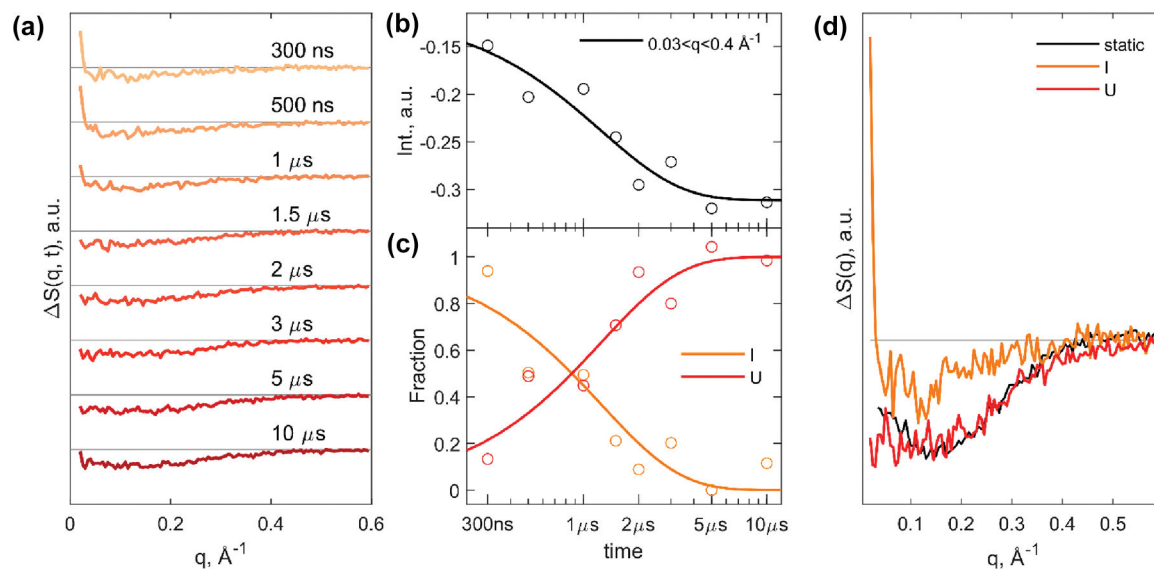 (a)
300 ns
500 ns
1 μs
1.5 μs
2 μs
3 μs
5 μs
10 μs
ΔS(q, t), a.u.
0 0.2 0.4 0.6
q, Å⁻¹
(b)
0.03<q<0.4 Å⁻¹
-0.15
-0.2
-0.25
-0.3
Int., a.u.
(c)
1
0.8
0.6
0.4
0.2
0
Fraction
I
U
300ns 1μs 2μs 5μs 10μs
time
(d)
static
I
U
ΔS(q), a.u.
0.1 0.2 0.3 0.4 0.5
q, Å⁻¹